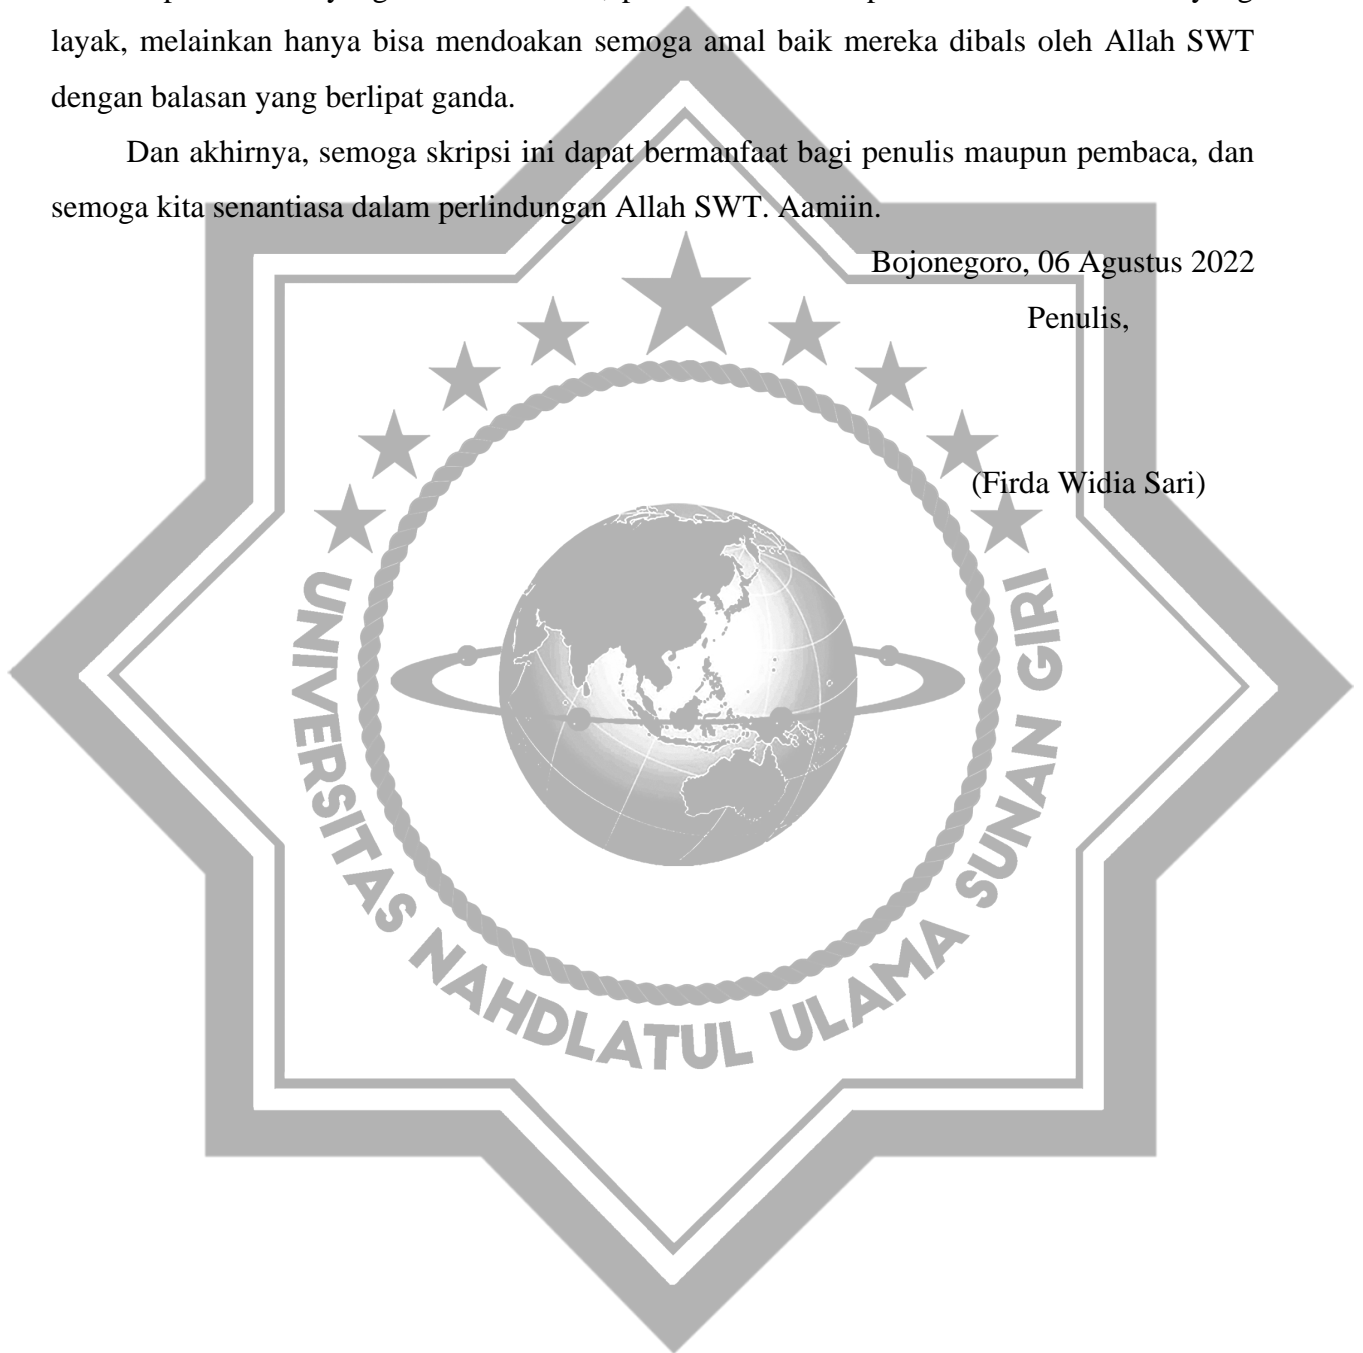 layak, melainkan hanya bisa mendoakan semoga amal baik mereka dibals oleh Allah SWT
dengan balasan yang berlipat ganda.
Dan akhirnya, semoga skripsi ini dapat bermanfaat bagi penulis maupun pembaca, dan
semoga kita senantiasa dalam perlindungan Allah SWT. Aamiin.
Bojonegoro, 06 Agustus 2022
Penulis,
(Firda Widia Sari)
UNIVERSITAS NAHDLATUL ULAMA SUNAN GIRI